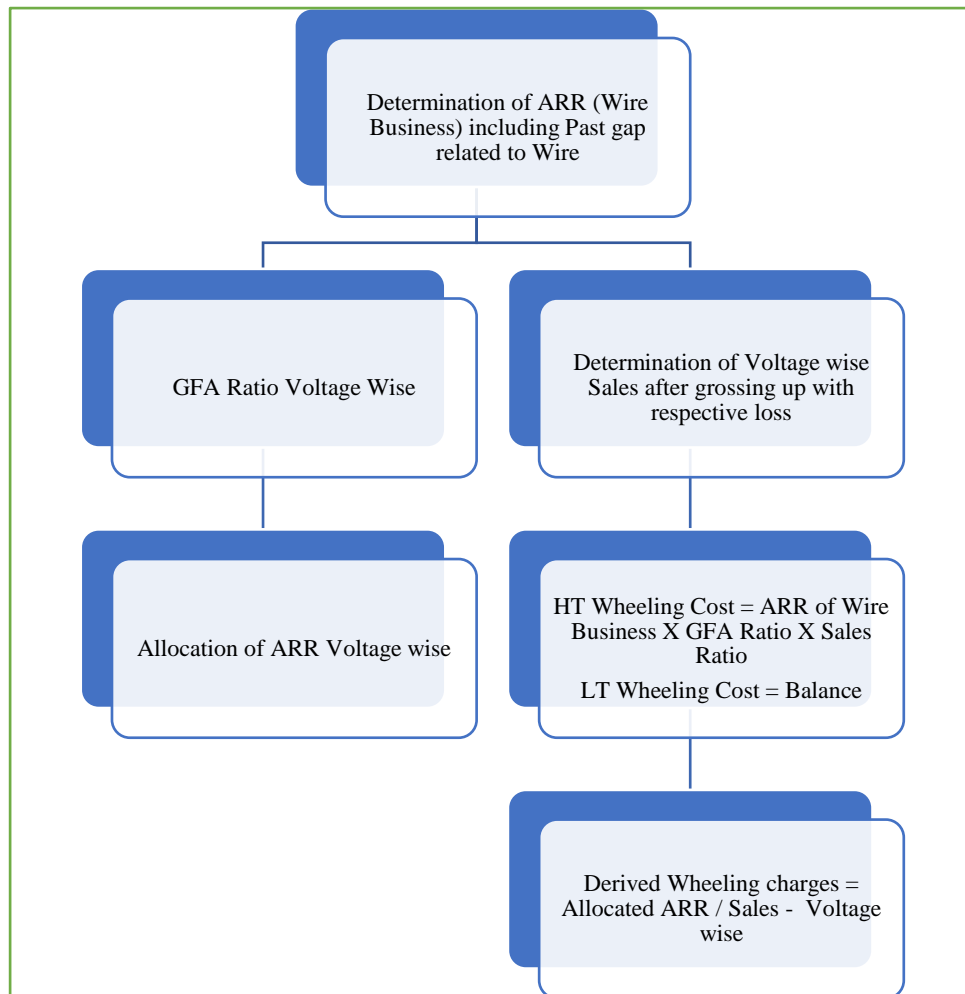 Determination of ARR (Wire
Business) including Past gap
related to Wire
GFA Ratio Voltage Wise
Determination of Voltage wise
Sales after grossing up with
respective loss
Allocation of ARR Voltage wise
HT Wheeling Cost = ARR of Wire
Business X GFA Ratio X Sales
Ratio
LT Wheeling Cost = Balance
Derived Wheeling charges =
Allocated ARR / Sales - Voltage
wise